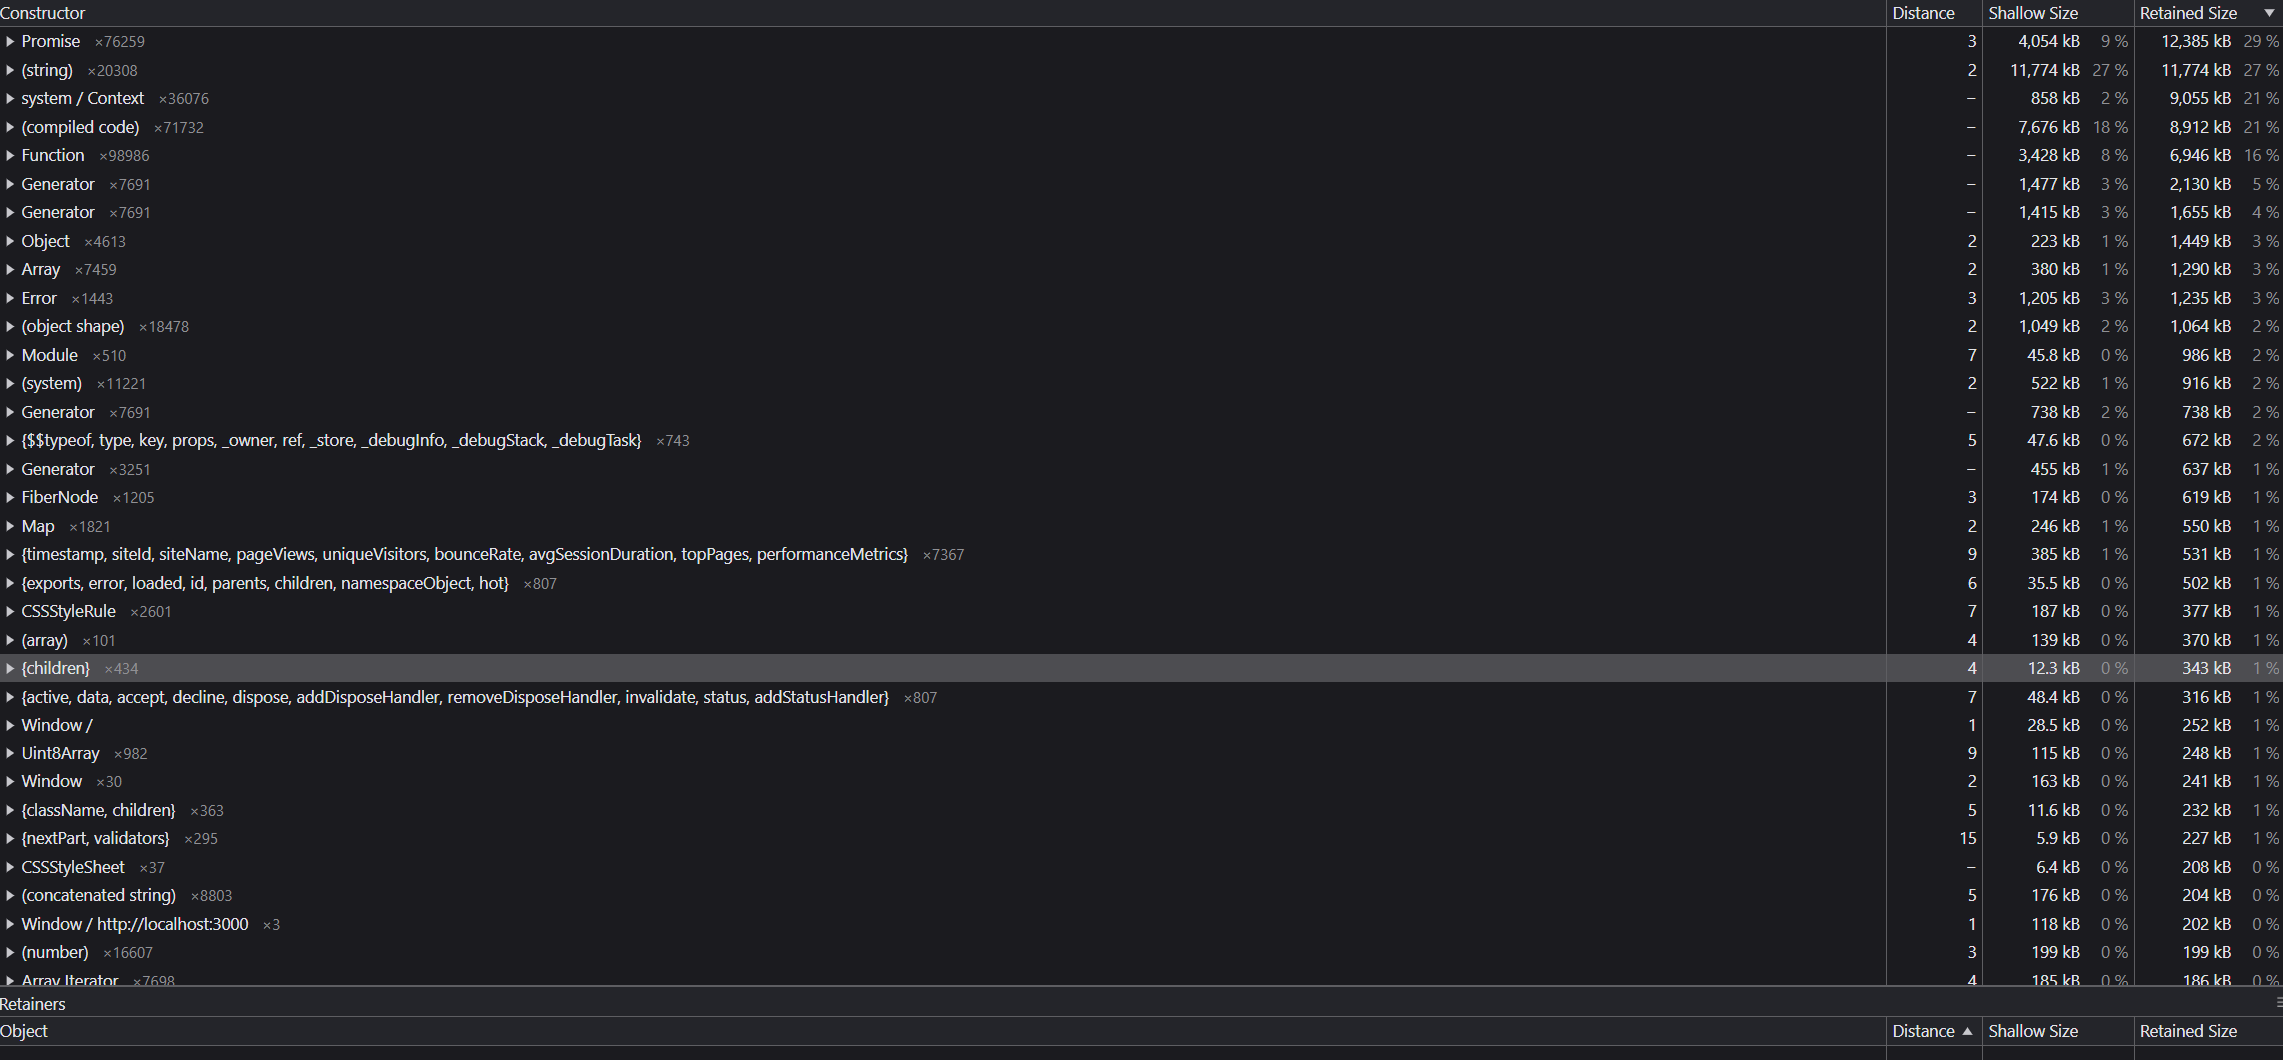 Constructor Distance Shallow Size Retained Size ▼
▶ Promise ×76259 3 4,054 kB 9 % 12,385 kB 29 %
▶ (string) ×20308 2 11,774 kB 27 % 11,774 kB 27 %
▶ system / Context ×36076 – 858 kB 2 % 9,055 kB 21 %
▶ (compiled code) ×71732 – 7,676 kB 18 % 8,912 kB 21 %
▶ Function ×98986 – 3,428 kB 8 % 6,946 kB 16 %
▶ Generator ×7691 – 1,477 kB 3 % 2,130 kB 5 %
▶ Generator ×7691 – 1,415 kB 3 % 1,655 kB 4 %
▶ Object ×4613 2 223 kB 1 % 1,449 kB 3 %
▶ Array ×7459 2 380 kB 1 % 1,290 kB 3 %
▶ Error ×1443 3 1,205 kB 3 % 1,235 kB 3 %
▶ (object shape) ×18478 2 1,049 kB 2 % 1,064 kB 2 %
▶ Module ×510 7 45.8 kB 0 % 986 kB 2 %
▶ (system) ×11221 2 522 kB 1 % 916 kB 2 %
▶ Generator ×7691 – 738 kB 2 % 738 kB 2 %
▶ {$$typeof, type, key, props, _owner, ref, _store, _debugInfo, _debugStack, _debugTask} ×743 5 47.6 kB 0 % 672 kB 2 %
▶ Generator ×3251 – 455 kB 1 % 637 kB 1 %
▶ FiberNode ×1205 3 174 kB 0 % 619 kB 1 %
▶ Map ×1821 2 246 kB 1 % 550 kB 1 %
▶ {timestamp, siteId, siteName, pageViews, uniqueVisitors, bounceRate, avgSessionDuration, topPages, performanceMetrics} ×7367 9 385 kB 1 % 531 kB 1 %
▶ {exports, error, loaded, id, parents, children, namespaceObject, hot} ×807 6 35.5 kB 0 % 502 kB 1 %
▶ CSSStyleRule ×2601 7 187 kB 0 % 377 kB 1 %
▶ (array) ×101 4 139 kB 0 % 370 kB 1 %
▶ {children} ×434 4 12.3 kB 0 % 343 kB 1 %
▶ {active, data, accept, decline, dispose, addDisposeHandler, removeDisposeHandler, invalidate, status, addStatusHandler} ×807 7 48.4 kB 0 % 316 kB 1 %
▶ Window / 1 28.5 kB 0 % 252 kB 1 %
▶ Uint8Array ×982 9 115 kB 0 % 248 kB 1 %
▶ Window ×30 2 163 kB 0 % 241 kB 1 %
▶ {className, children} ×363 5 11.6 kB 0 % 232 kB 1 %
▶ {nextPart, validators} ×295 15 5.9 kB 0 % 227 kB 1 %
▶ CSSStyleSheet ×37 – 6.4 kB 0 % 208 kB 0 %
▶ (concatenated string) ×8803 5 176 kB 0 % 204 kB 0 %
▶ Window / http://localhost:3000 ×3 1 118 kB 0 % 202 kB 0 %
▶ (number) ×16607 3 199 kB 0 % 199 kB 0 %
▶ Array Iterator ×7698 4 185 kB 0 % 186 kB 0 %
Retainers
Object Distance ▲ Shallow Size Retained Size